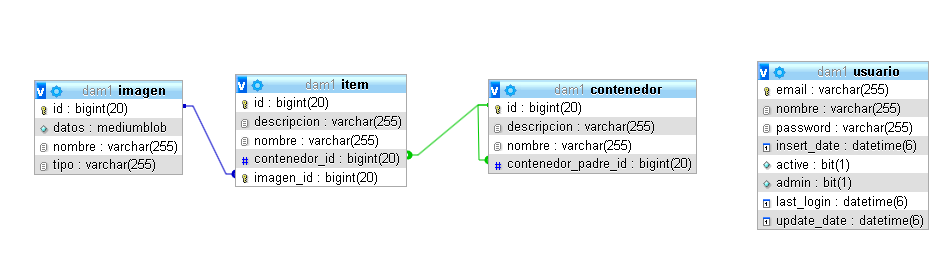 dam1 imagen
id : bigint(20)
datos : mediumblob
nombre : varchar(255)
tipo : varchar(255)
dam1 item
id : bigint(20)
descripcion : varchar(255)
nombre : varchar(255)
contenedor_id : bigint(20)
imagen_id : bigint(20)
dam1 contenedor
id : bigint(20)
descripcion : varchar(255)
nombre : varchar(255)
contenedor_padre_id : bigint(20)
dam1 usuario
email : varchar(255)
nombre : varchar(255)
password : varchar(255)
insert_date : datetime(6)
active : bit(1)
admin : bit(1)
last_login : datetime(6)
update_date : datetime(6)